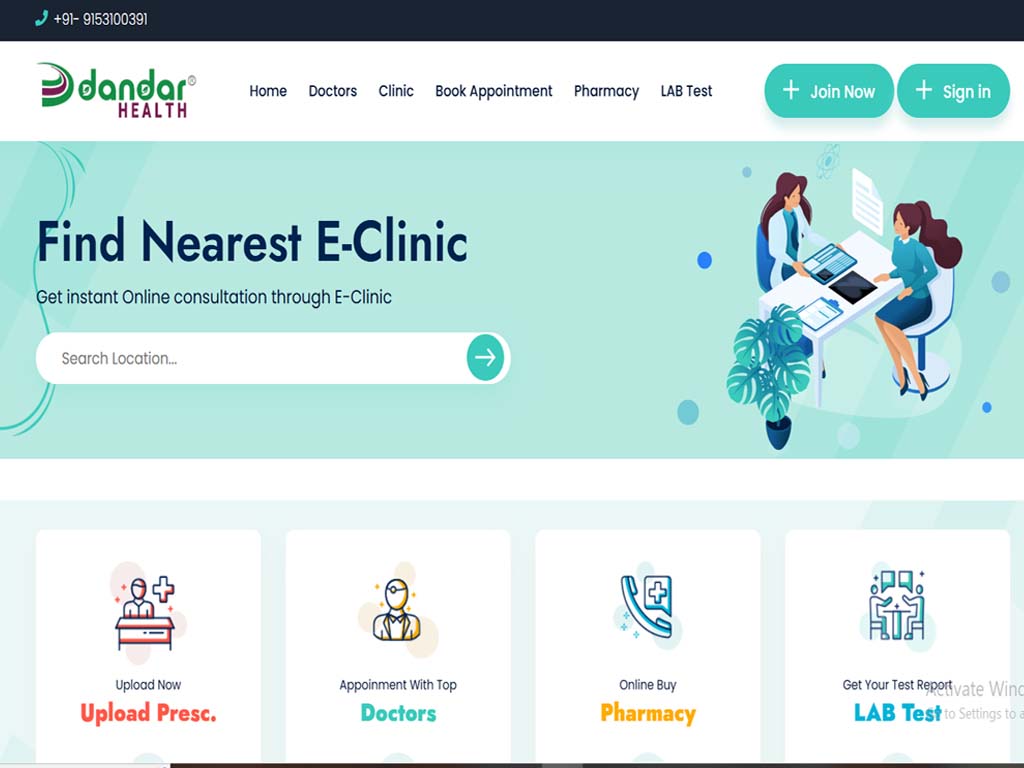 +91- 9153100391
dandar®
HEALTH
Home Doctors Clinic Book Appointment Pharmacy LAB Test
+ Join Now + Sign in
Find Nearest E-Clinic
Get instant Online consultation through E-Clinic
Search Location...
Upload Now
Upload Presc.
Appoinment With Top
Doctors
Online Buy
Pharmacy
Get Your Test Report
LAB Test
Activate Wind
to Settings to a